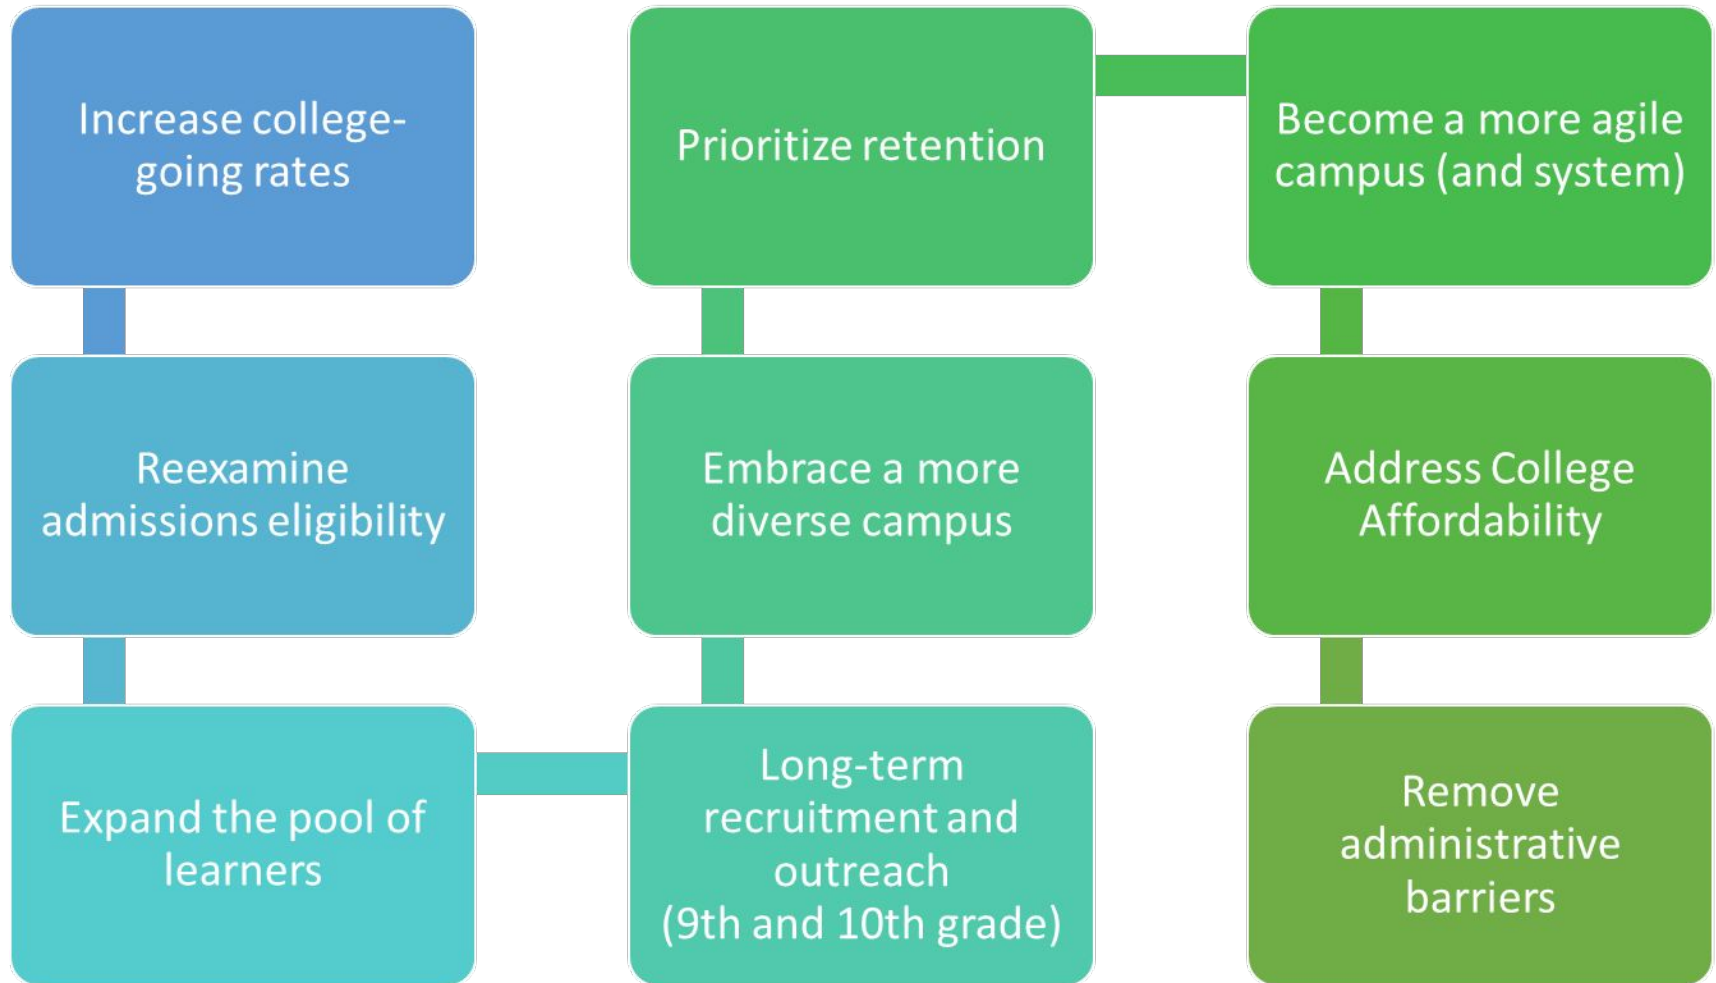 Increase college-
going rates
Reexamine
admissions eligibility
Expand the pool of
learners
Long-term
recruitment and
outreach
(9th and 10th grade)
Embrace a more
diverse campus
Prioritize retention
Become a more agile
campus (and system)
Address College
Affordability
Remove
administrative
barriers